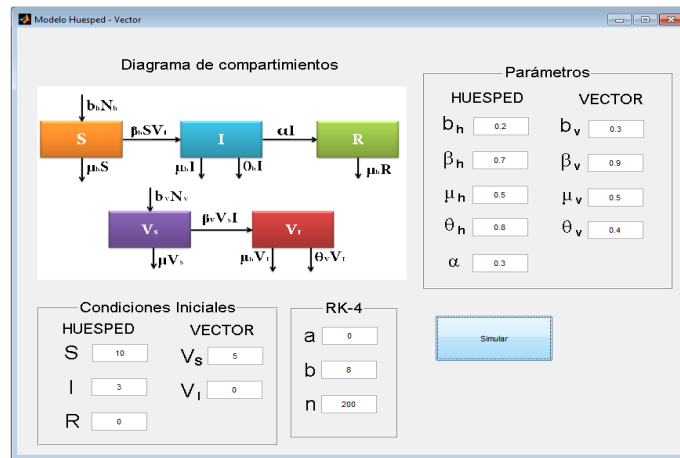 Modelo Huesped - Vector
Diagrama de compartimientos
bₕNₕ
S
βₕSVᵢ
I
αI
R
μₕS
μₕI
θₕI
μₕR
bᵥNᵥ
Vₛ
βᵥVₛI
Vᵢ
μVₛ
μₕVᵢ
θᵥVᵢ
Parámetros
HUESPED VECTOR
bₕ 0.2 bᵥ 0.3
βₕ 0.7 βᵥ 0.9
μₕ 0.5 μᵥ 0.5
θₕ 0.8 θᵥ 0.4
α 0.3
Condiciones Iniciales
HUESPED VECTOR
S 10 Vₛ 5
I 3 Vᵢ 0
R 0
RK-4
a 0
b 8
n 200
Simular